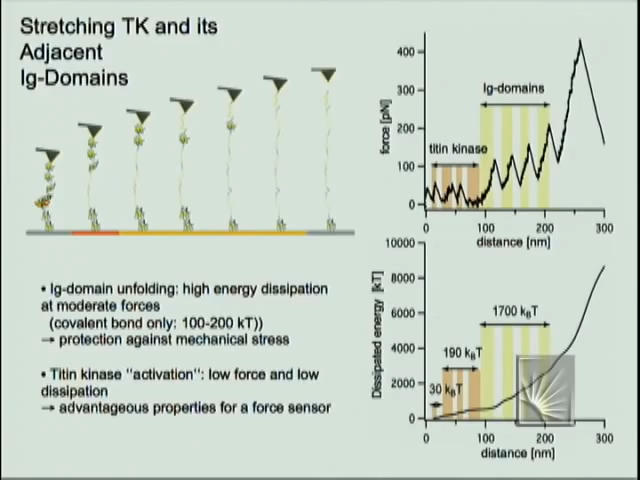 Stretching TK and its
Adjacent
Ig-Domains
• Ig-domain unfolding: high energy dissipation
at moderate forces
(covalent bond only: 100-200 kT))
→ protection against mechanical stress
• Titin kinase "activation": low force and low
dissipation
→ advantageous properties for a force sensor
force [pN]
400
300
200
100
0
Ig-domains
titin kinase
0 100 200 300
distance [nm]
Dissipated energy [kT]
10000
8000
6000
4000
2000
0
1700 kBT
190 kBT
30 kBT
0 100 200 300
distance [nm]